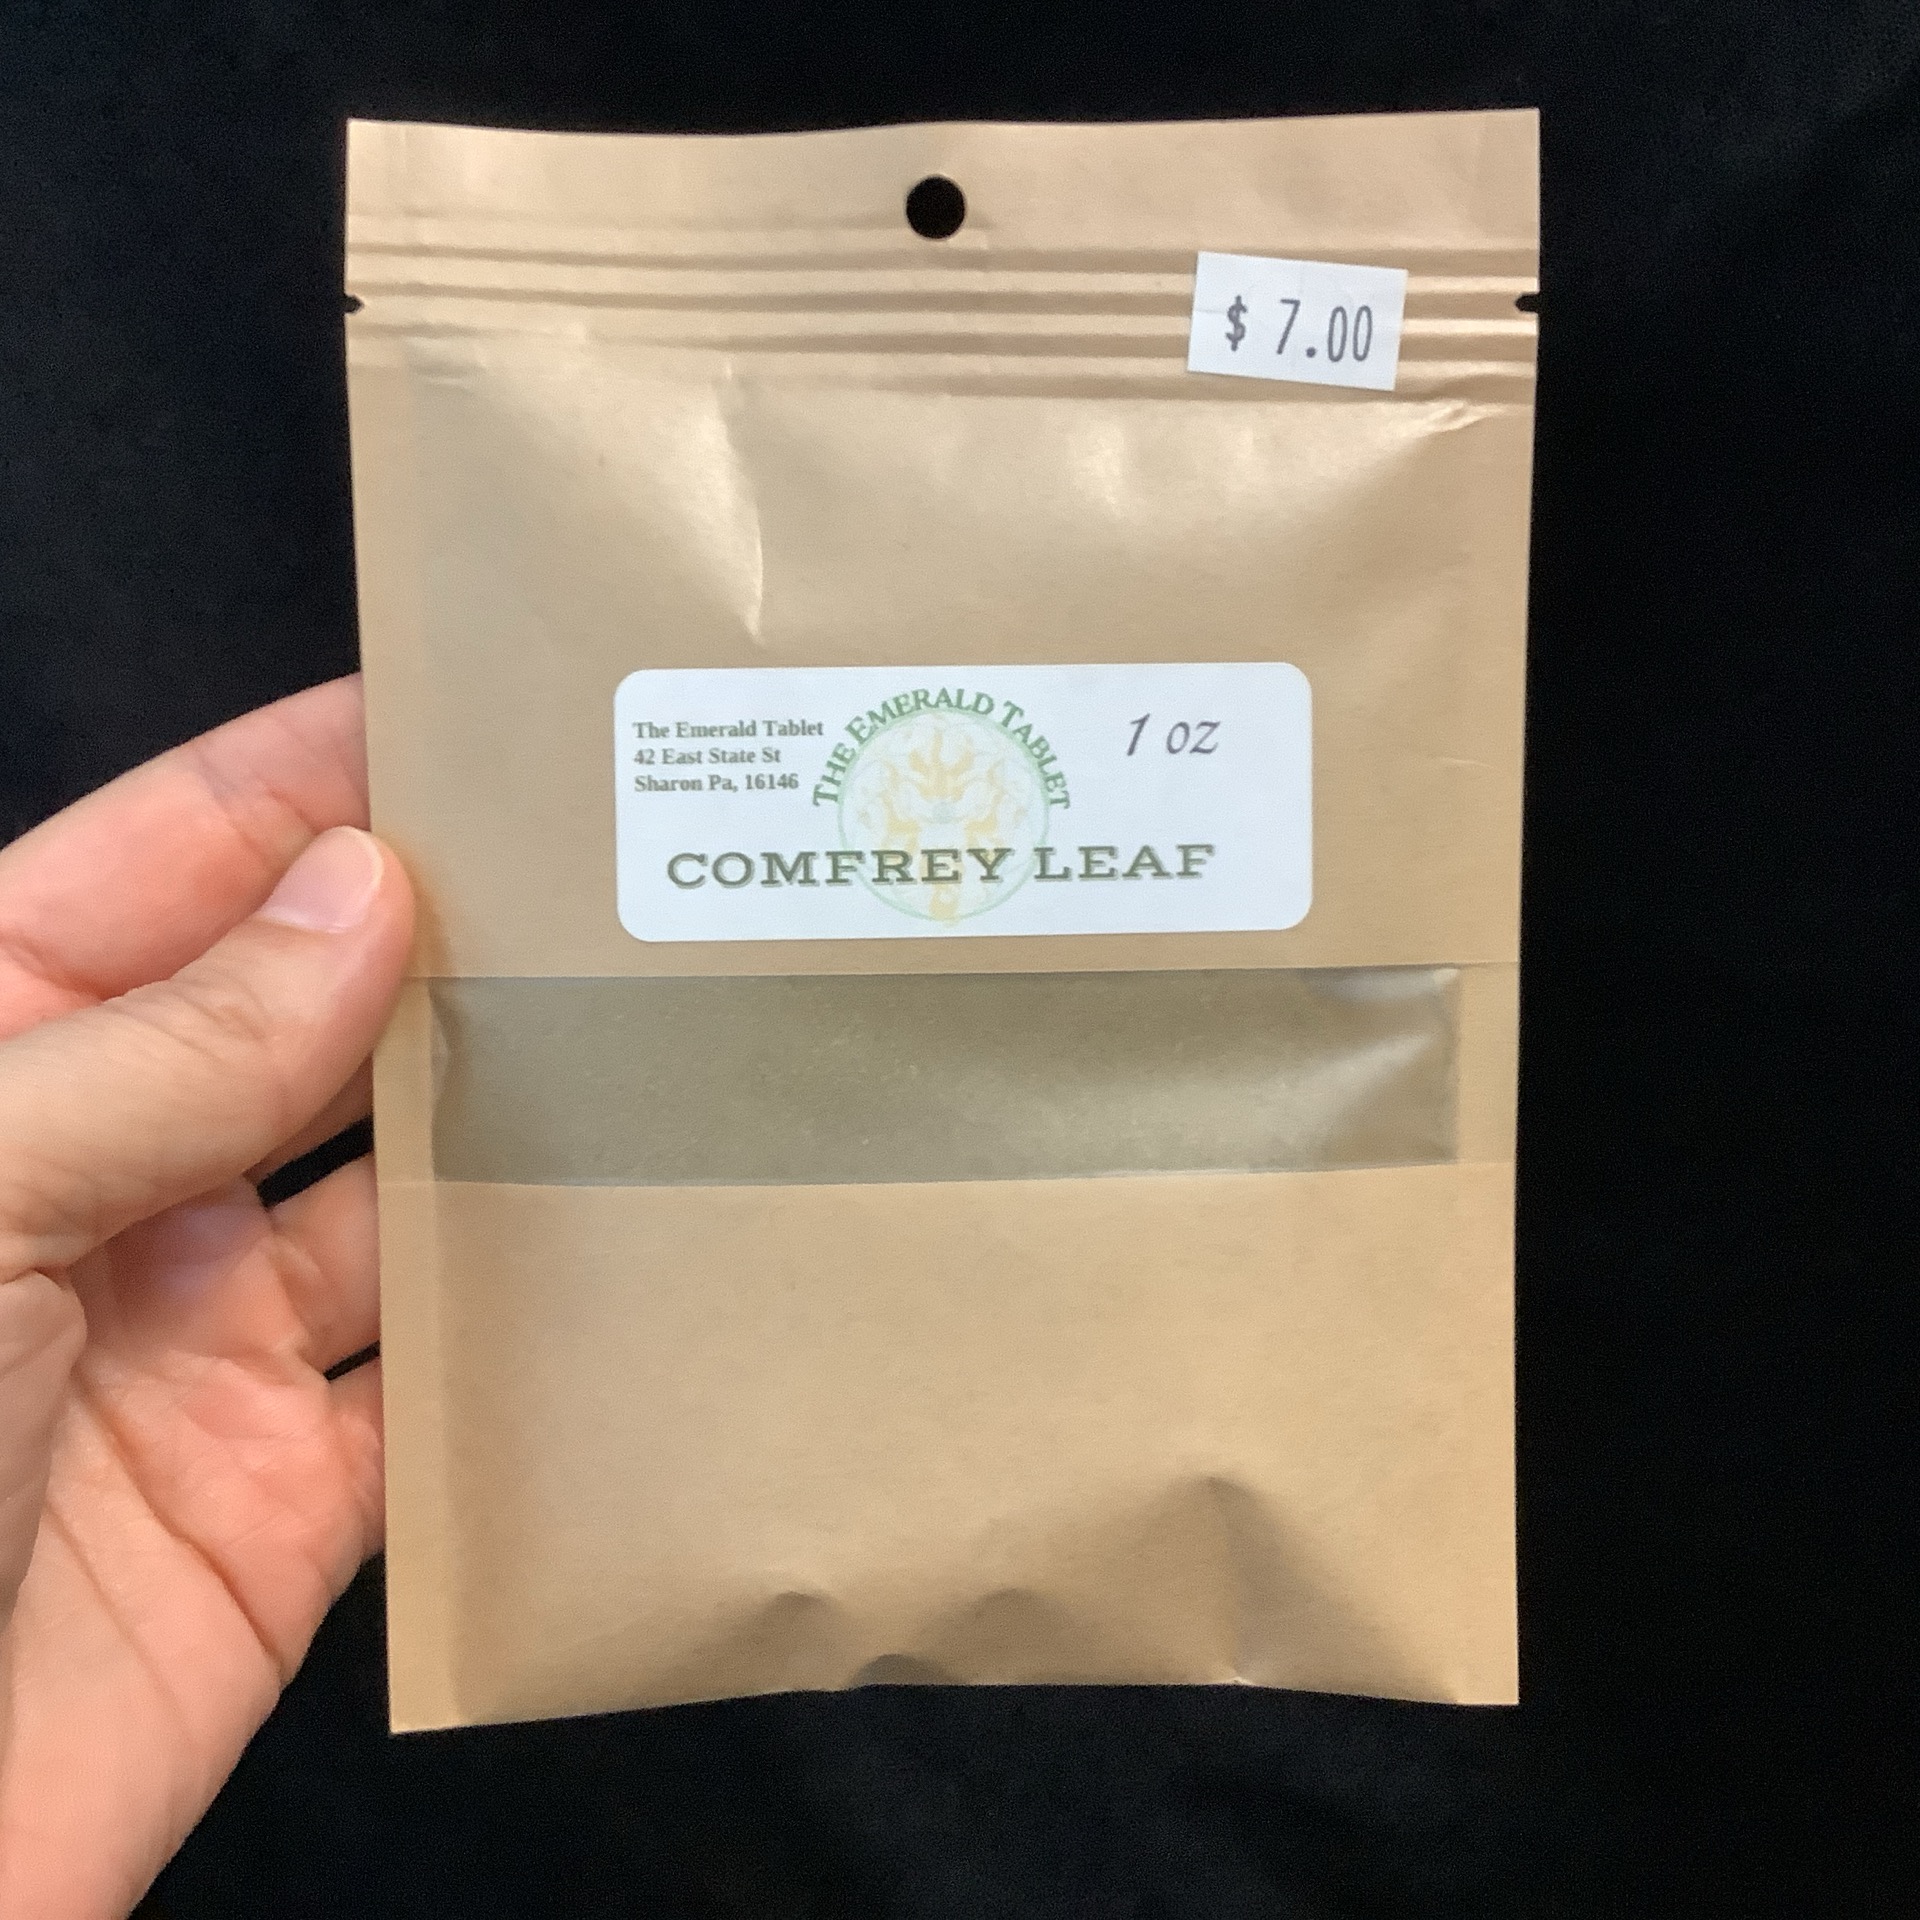 $ 7.00
The Emerald Tablet
42 East State St
Sharon Pa, 16146
THE EMERALD TABLET
1 oz
COMFREY LEAF